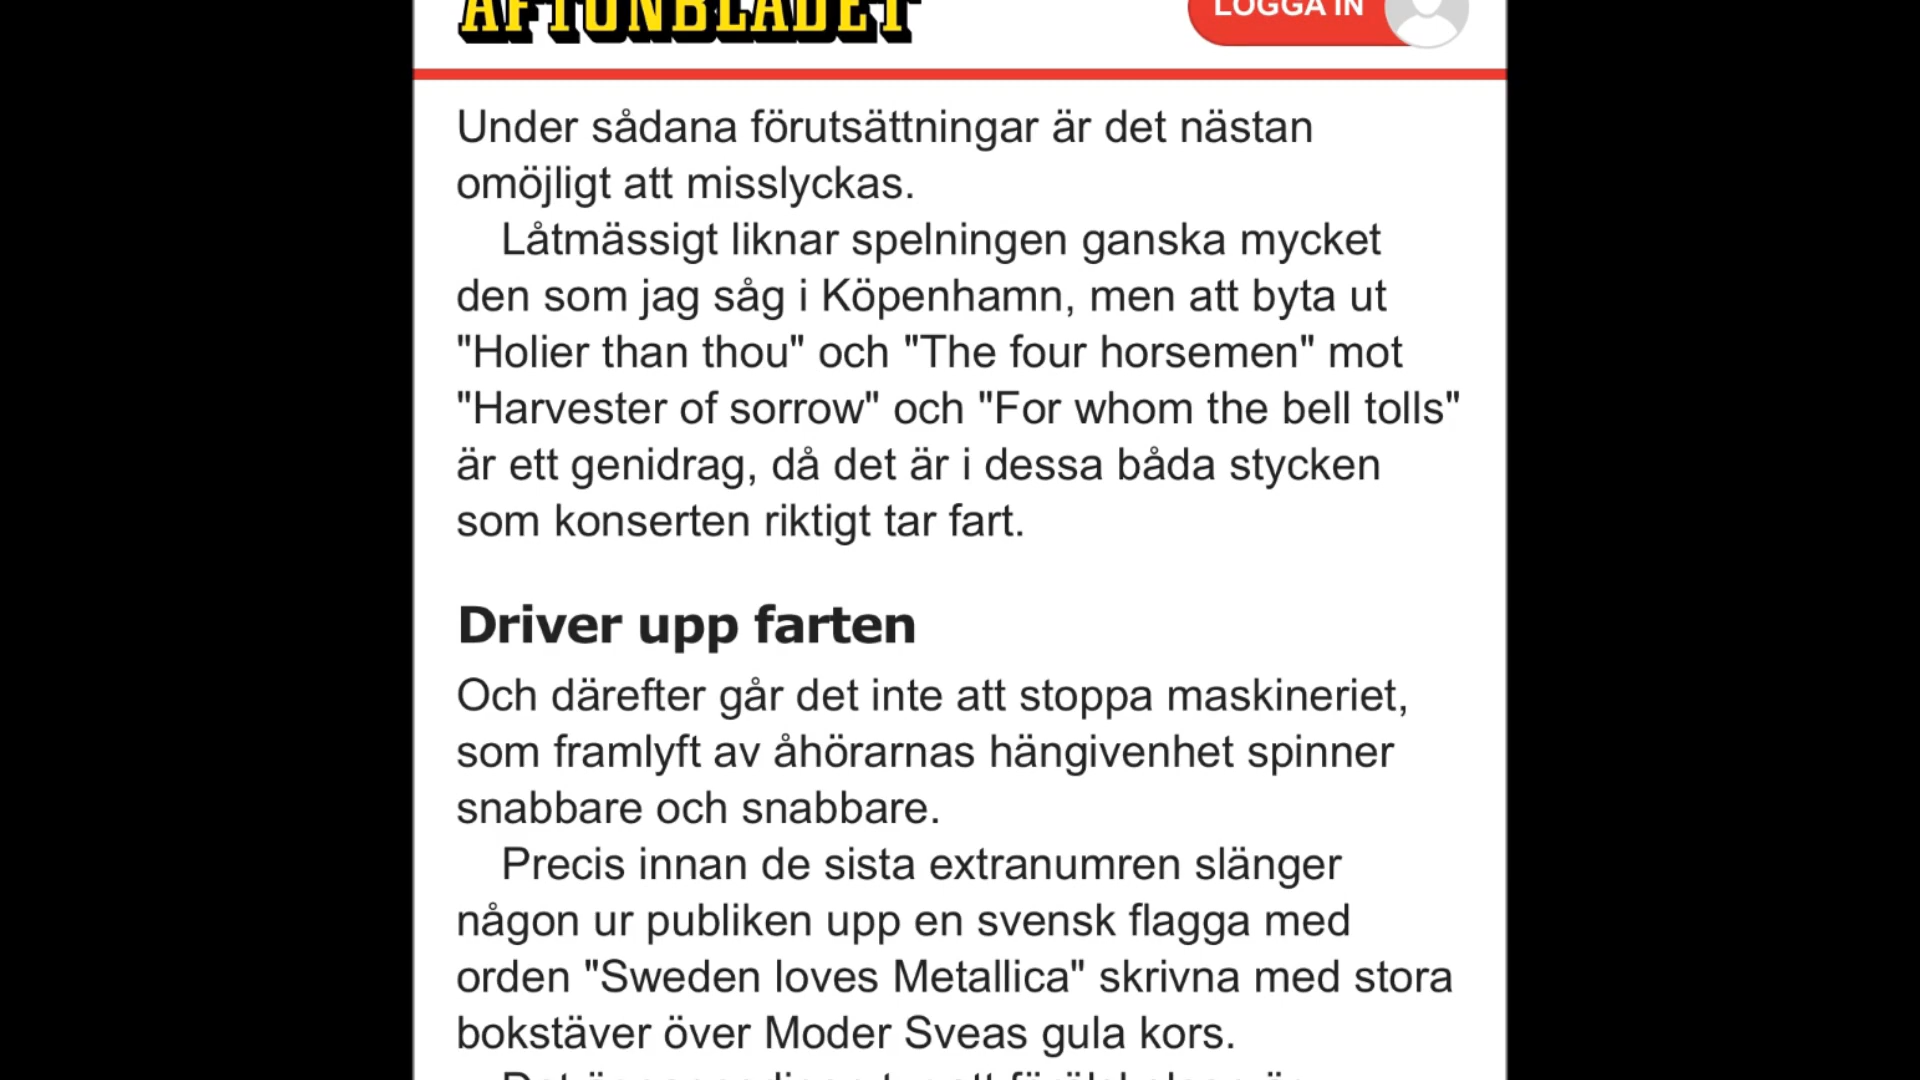 AFTONBLADET
LOGGA IN
Under sådana förutsättningar är det nästan
omöjligt att misslyckas.
Låtmässigt liknar spelningen ganska mycket
den som jag såg i Köpenhamn, men att byta ut
"Holier than thou" och "The four horsemen" mot
"Harvester of sorrow" och "For whom the bell tolls"
är ett genidrag, då det är i dessa båda stycken
som konserten riktigt tar fart.
Driver upp farten
Och därefter går det inte att stoppa maskineriet,
som framlyft av åhörarnas hängivenhet spinner
snabbare och snabbare.
Precis innan de sista extranumren slänger
någon ur publiken upp en svensk flagga med
orden "Sweden loves Metallica" skrivna med stora
bokstäver över Moder Sveas gula kors.